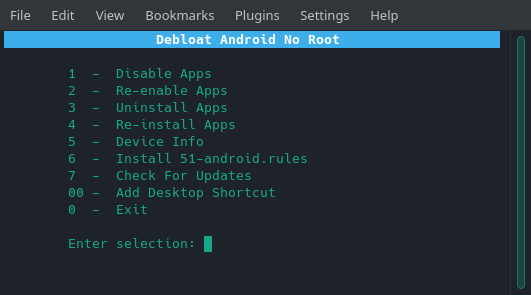 File Edit View Bookmarks Plugins Settings Help
Debloat Android No Root
1 - Disable Apps
2 - Re-enable Apps
3 - Uninstall Apps
4 - Re-install Apps
5 - Device Info
6 - Install 51-android.rules
7 - Check For Updates
00 - Add Desktop Shortcut
0 - Exit
Enter selection: